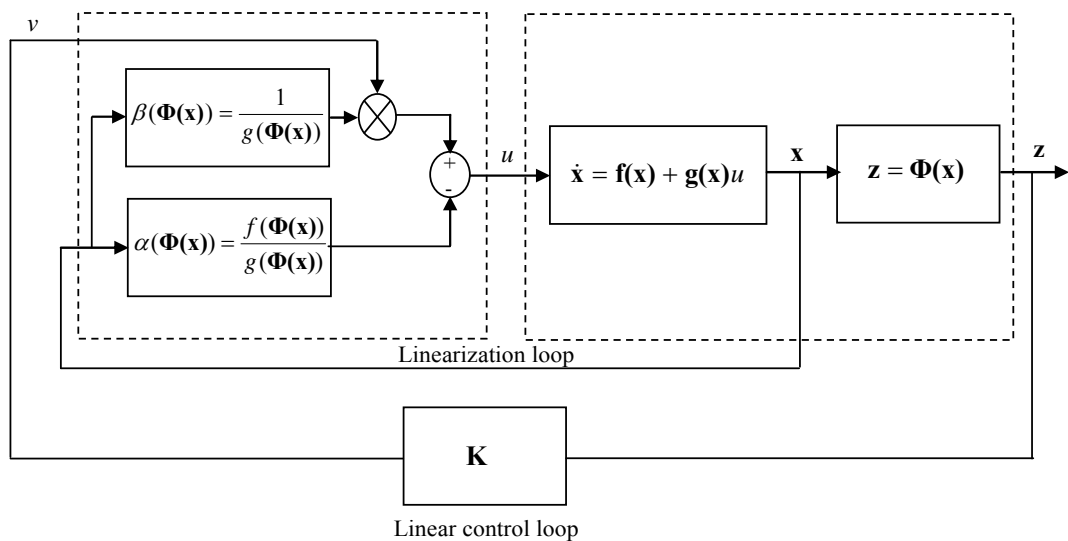 v
β(Φ(x)) = 1 / g(Φ(x))
+
-
u
ẋ = f(x) + g(x)u
x
z = Φ(x)
z
α(Φ(x)) = f(Φ(x)) / g(Φ(x))
Linearization loop
K
Linear control loop